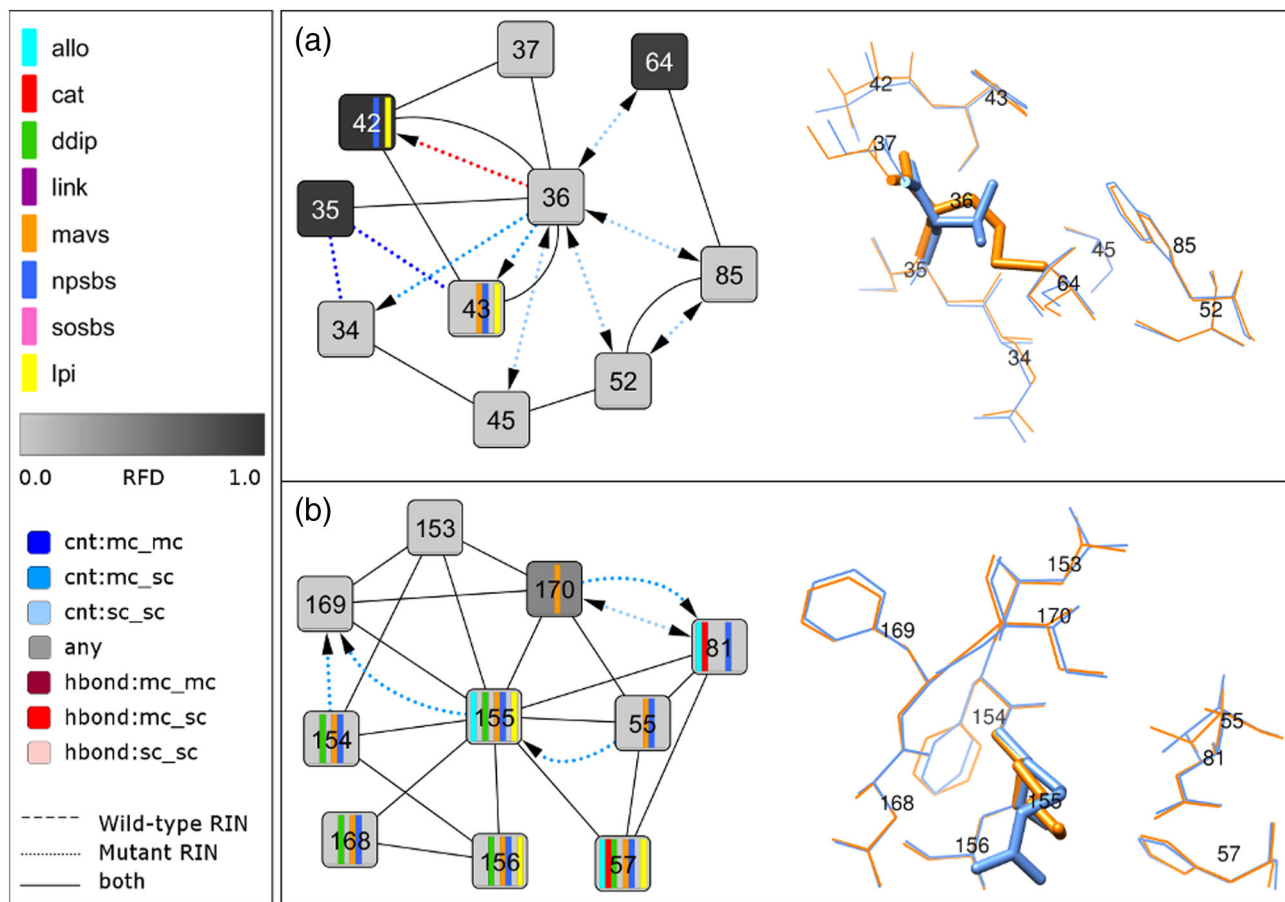 allo
cat
ddip
link
mavs
npsbs
sosbs
lpi
0.0 RFD 1.0
cnt:mc_mc
cnt:mc_sc
cnt:sc_sc
any
hbond:mc_mc
hbond:mc_sc
hbond:sc_sc
Wild-type RIN
Mutant RIN
both
(a)
37
64
42
36
35
85
43
34
52
45
42
43
37
36
45
85
35
64
52
34
(b)
153
170
169
81
155
55
154
168
156
57
153
170
169
154
55
81
155
168
156
57